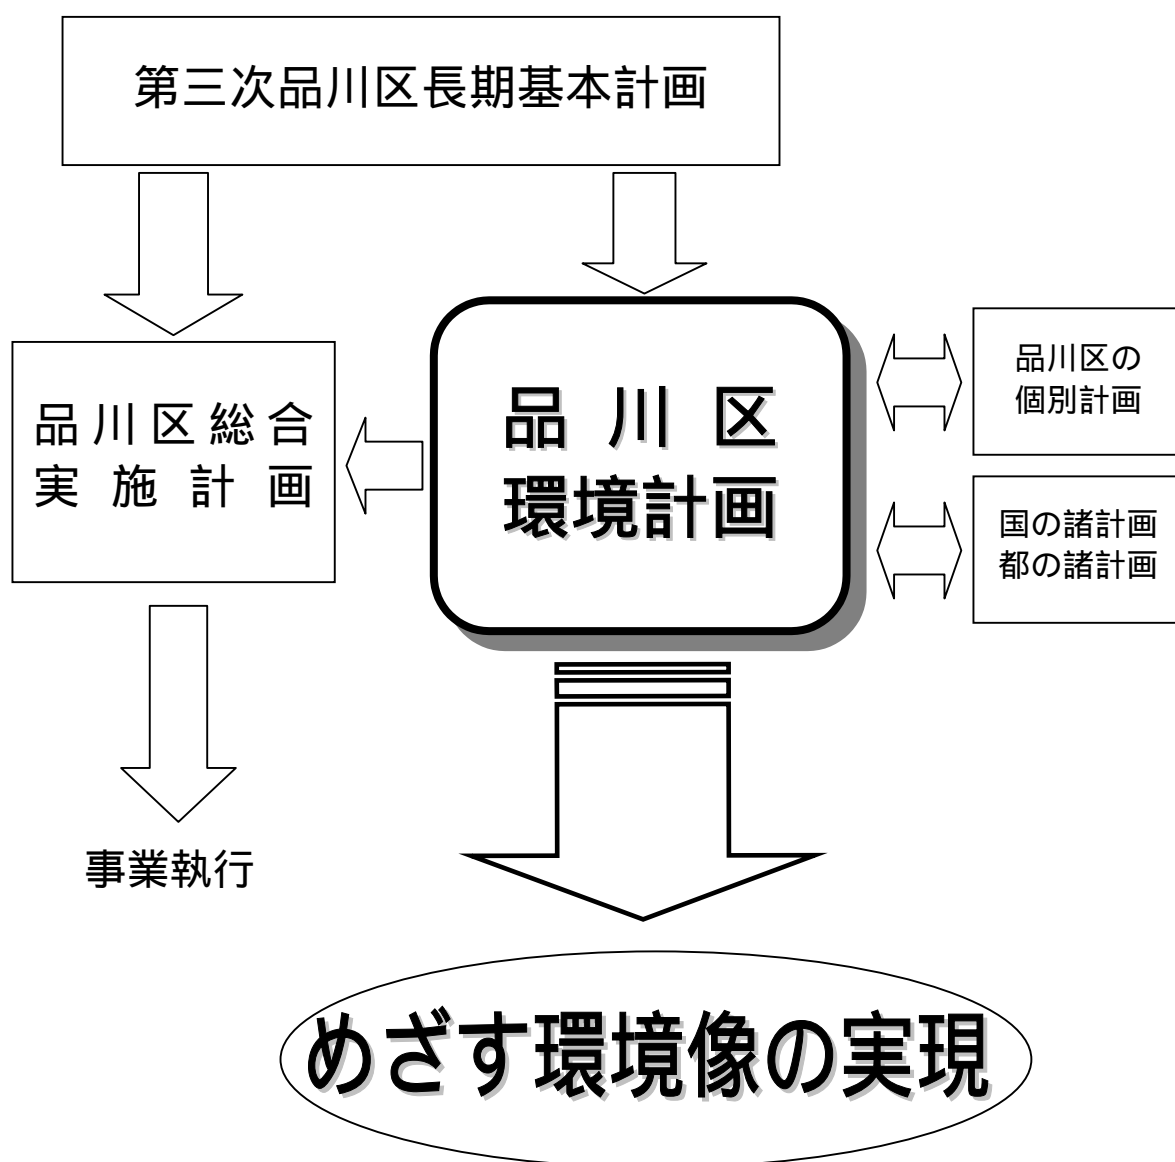 第三次品川区長期基本計画
品川区総合
実施計画
品川区
環境計画
品川区の
個別計画
国の諸計画
都の諸計画
事業執行
めざす環境像の実現